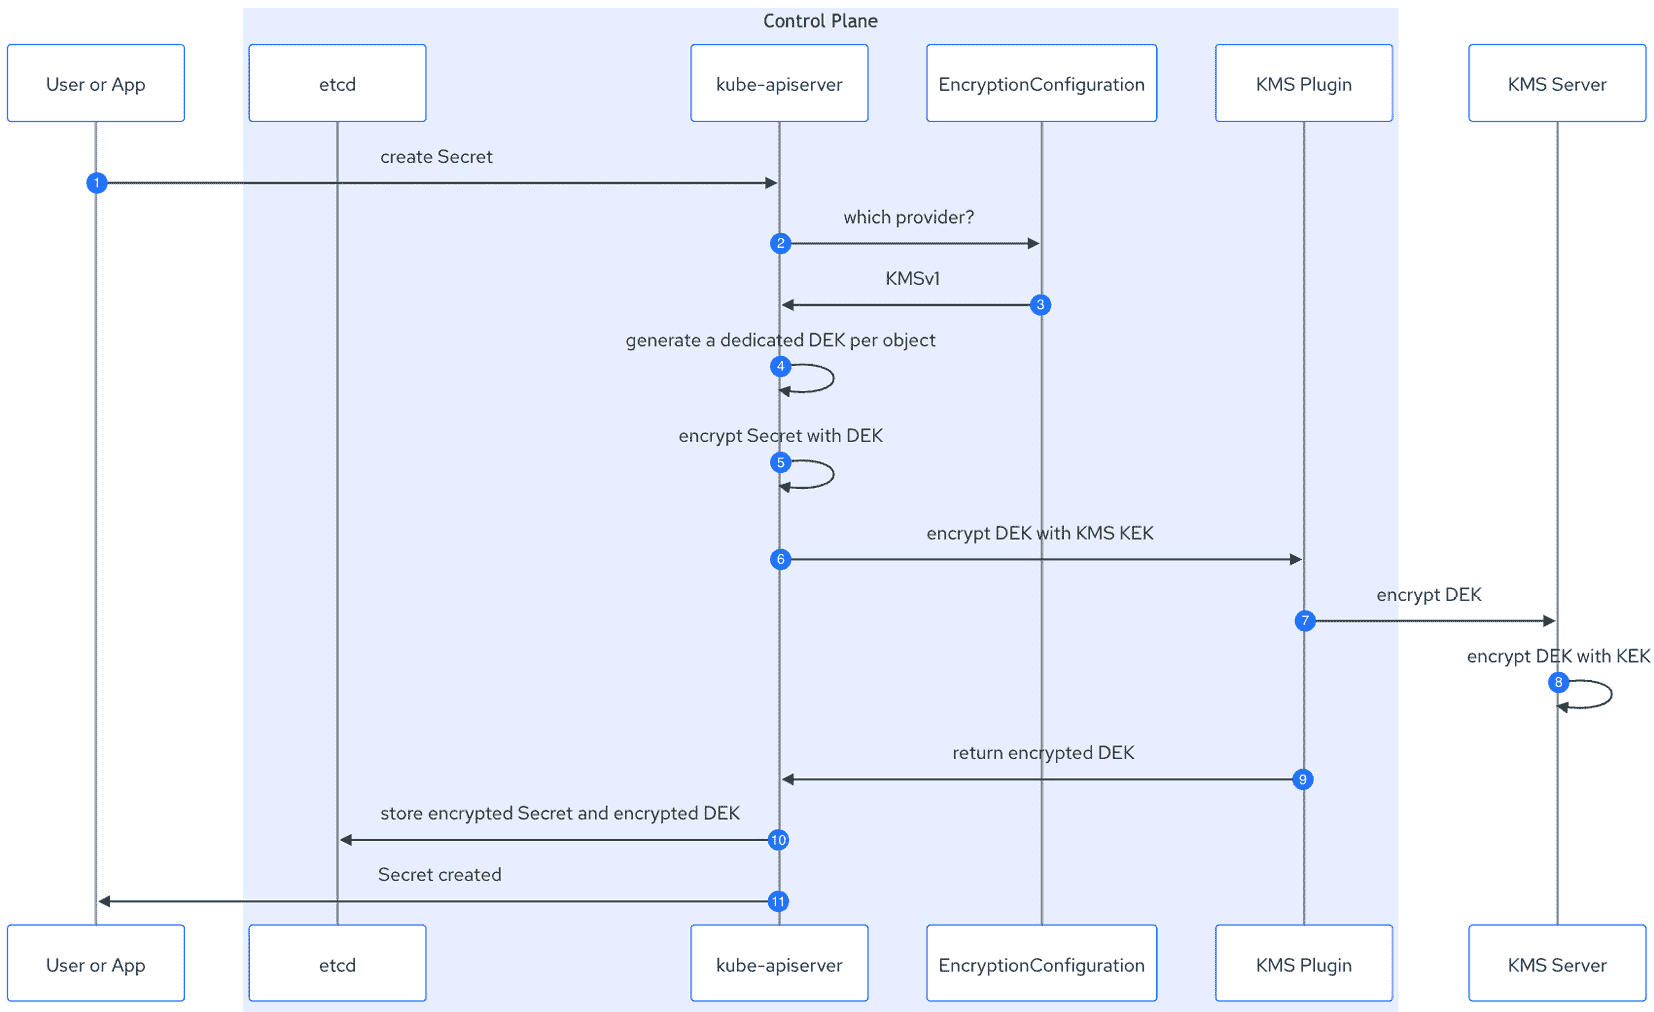 Control Plane
User or App
etcd
kube-apiserver
EncryptionConfiguration
KMS Plugin
KMS Server
create Secret
1
which provider?
2
KMSv1
3
generate a dedicated DEK per object
4
encrypt Secret with DEK
5
encrypt DEK with KMS KEK
6
encrypt DEK
7
encrypt DEK with KEK
8
return encrypted DEK
9
store encrypted Secret and encrypted DEK
10
Secret created
11
User or App
etcd
kube-apiserver
EncryptionConfiguration
KMS Plugin
KMS Server